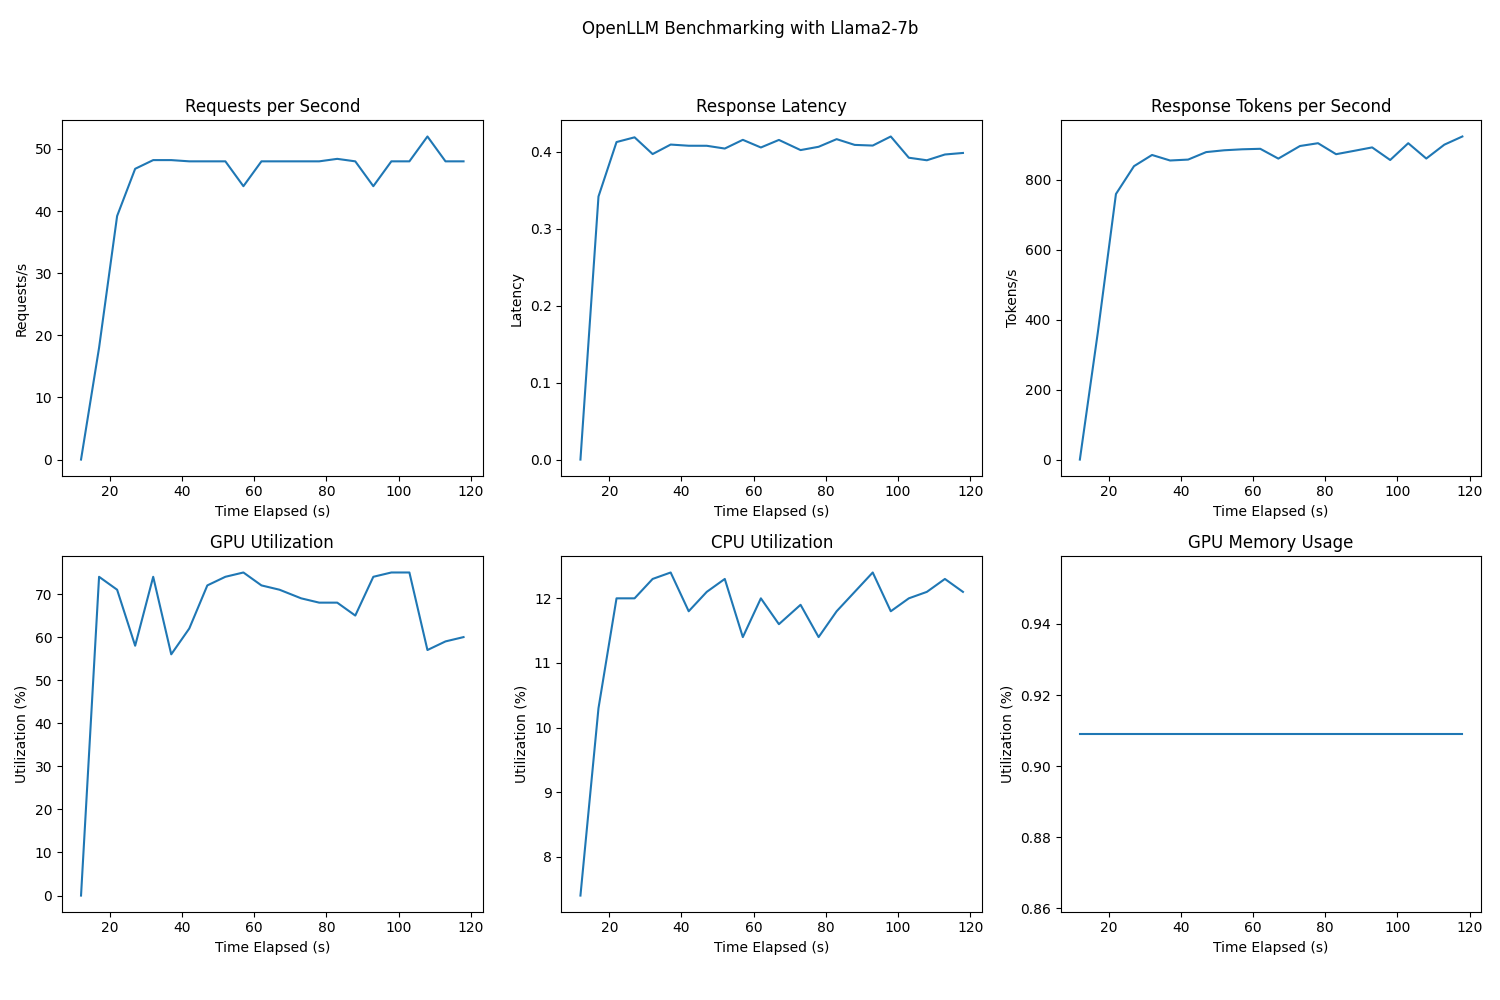 OpenLLM Benchmarking with Llama2-7b
Requests per Second
Requests/s
50
40
30
20
10
0
20 40 60 80 100 120
Time Elapsed (s)
Response Latency
Latency
0.4
0.3
0.2
0.1
0.0
20 40 60 80 100 120
Time Elapsed (s)
Response Tokens per Second
Tokens/s
800
600
400
200
0
20 40 60 80 100 120
Time Elapsed (s)
GPU Utilization
Utilization (%)
70
60
50
40
30
20
10
0
20 40 60 80 100 120
Time Elapsed (s)
CPU Utilization
Utilization (%)
12
11
10
9
8
20 40 60 80 100 120
Time Elapsed (s)
GPU Memory Usage
Utilization (%)
0.94
0.92
0.90
0.88
0.86
20 40 60 80 100 120
Time Elapsed (s)